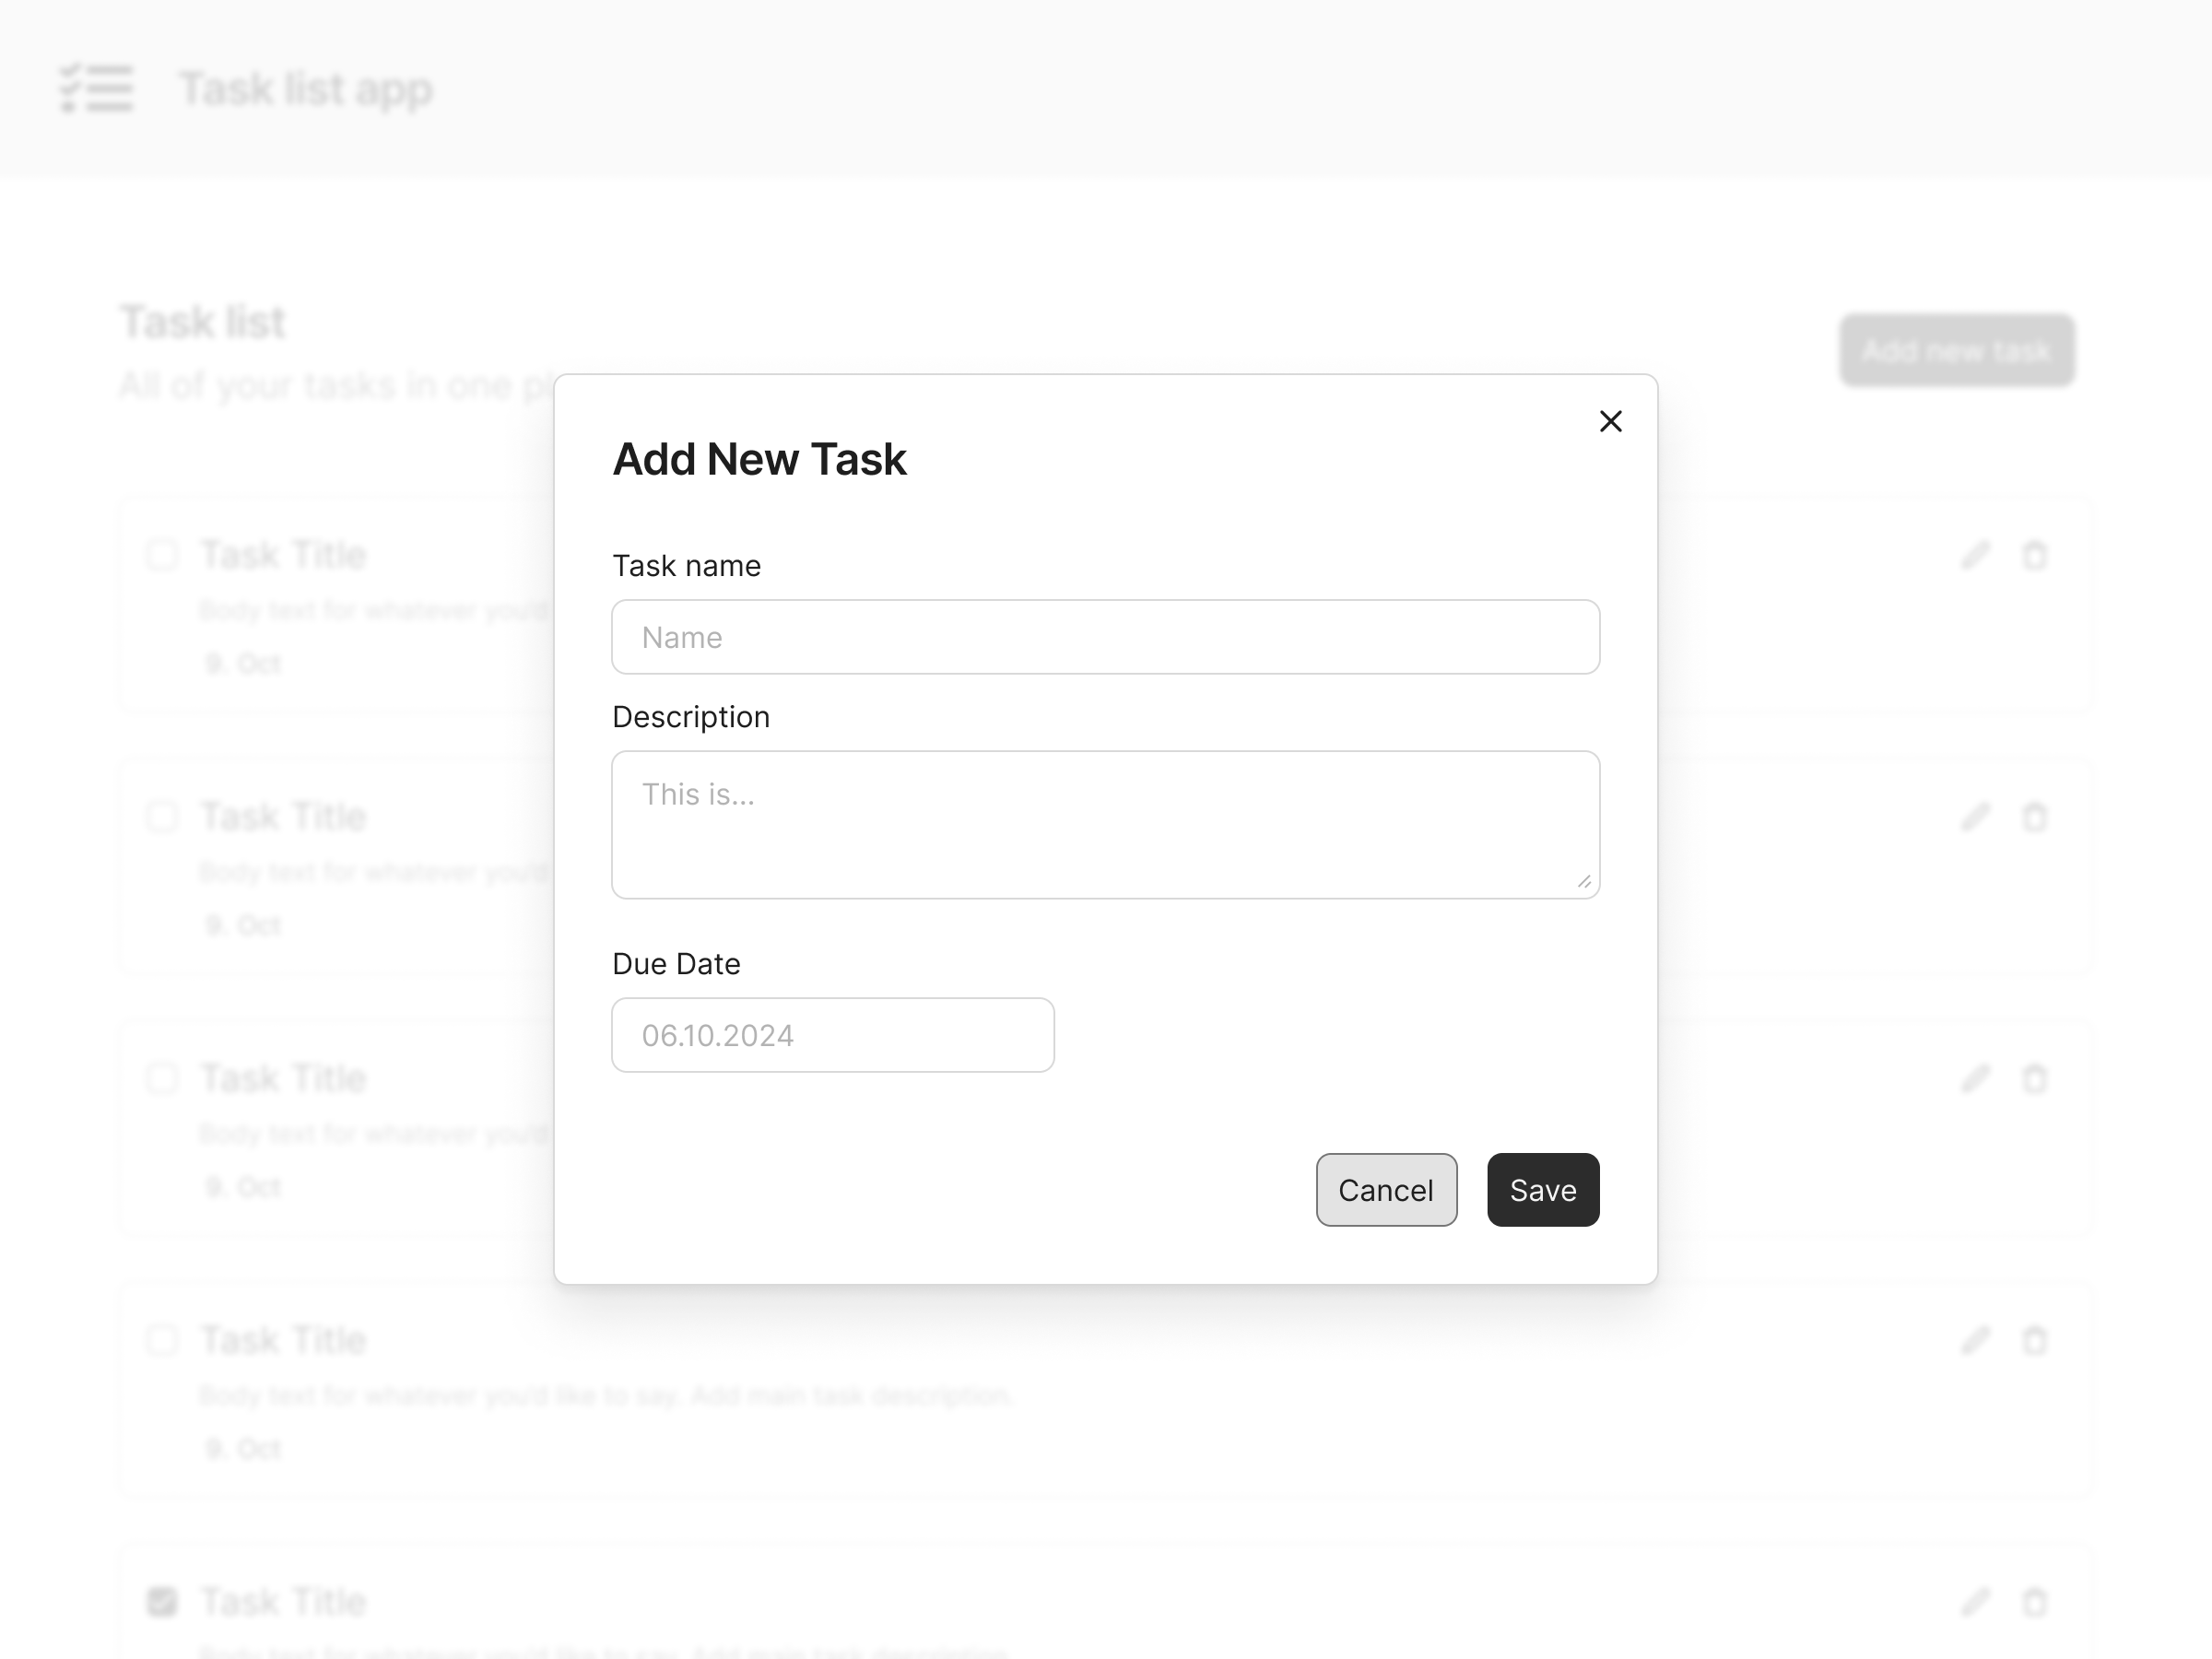 Task list app
Task list
Add new task
All of your tasks in one pl
Add New Task
Task name
Name
Description
This is...
Due Date
06.10.2024
Cancel
Save
Task Title
Body text for whatever you'd
9. Oct
Task Title
Body text for whatever you'd
9. Oct
Task Title
Body text for whatever you'd
9. Oct
Task Title
Body text for whatever you'd like to say. Add main task description.
9. Oct
Task Title
Body text for whatever you'd like to say. Add main task description.